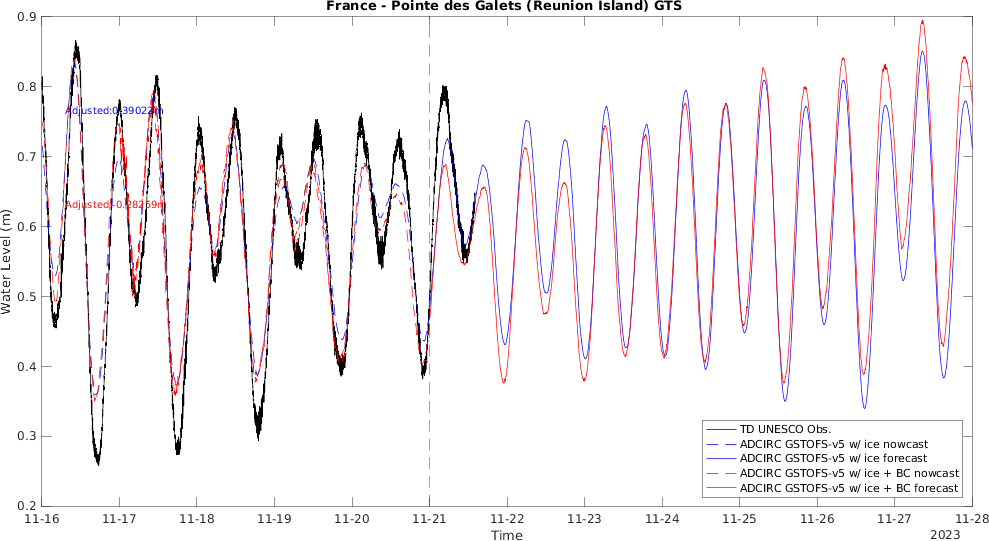 France - Pointe des Galets (Reunion Island) GTS
0.9
0.8
0.7
0.6
0.5
0.4
0.3
0.2
Water Level (m)
Adjusted:0.39022m
Adjusted:-0.28259m
TD UNESCO Obs.
ADCIRC GSTOFS-v5 w/ ice nowcast
ADCIRC GSTOFS-v5 w/ ice forecast
ADCIRC GSTOFS-v5 w/ ice + BC nowcast
ADCIRC GSTOFS-v5 w/ ice + BC forecast
11-16 11-17 11-18 11-19 11-20 11-21 11-22 11-23 11-24 11-25 11-26 11-27 11-28
Time
2023